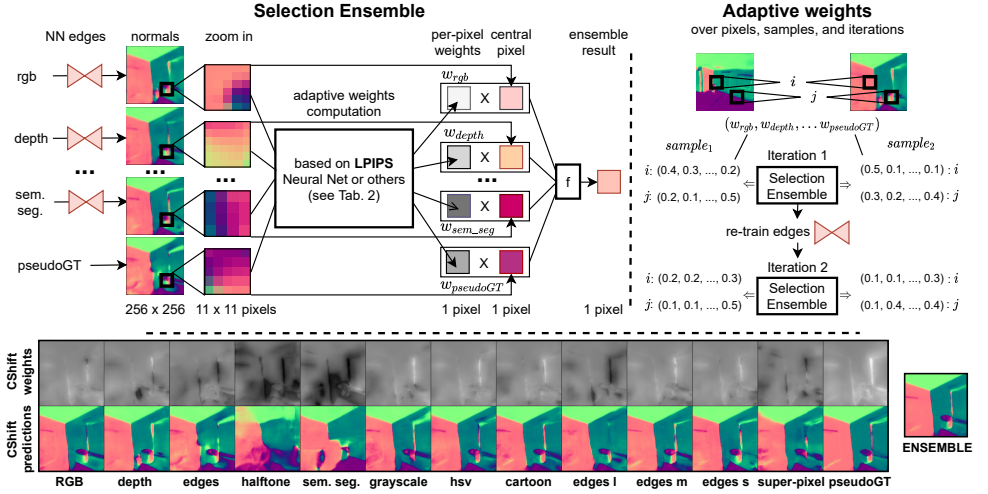 Selection Ensemble
NN edges
normals
zoom in
per-pixel
weights
central
pixel
ensemble
result
rgb
depth
...
sem.
seg.
pseudoGT
...
...
adaptive weights
computation
based on LPIPS
Neural Net or others
(see Tab. 2)
w_rgb
X
w_depth
X
...
X
w_sem_seg
X
w_pseudoGT
f
256 x 256
11 x 11 pixels
1 pixel
1 pixel
1 pixel
Adaptive weights
over pixels, samples, and iterations
i
j
(w_rgb, w_depth, ... w_pseudoGT)
sample_1
sample_2
Iteration 1
i: (0.4, 0.3, ..., 0.2)
j: (0.2, 0.1, ..., 0.5)
⇐
Selection
Ensemble
⇒
(0.5, 0.1, ..., 0.1) : i
(0.3, 0.2, ..., 0.4) : j
re-train edges
Iteration 2
i: (0.2, 0.2, ..., 0.3)
j: (0.1, 0.1, ..., 0.5)
⇐
Selection
Ensemble
⇒
(0.1, 0.1, ..., 0.3) : i
(0.1, 0.4, ..., 0.4) : j
CShift
weights
CShift
predictions
RGB
depth
edges
halftone
sem. seg.
grayscale
hsv
cartoon
edges l
edges m
edges s
super-pixel
pseudoGT
ENSEMBLE